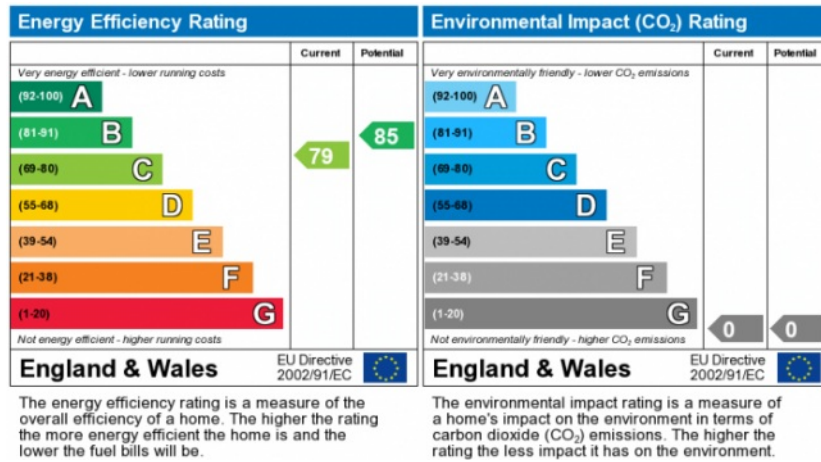 Energy Efficiency Rating
Current Potential
Very energy efficient - lower running costs
(92-100) A
(81-91) B
(69-80) C
(55-68) D
(39-54) E
(21-38) F
(1-20) G
79
85
Not energy efficient - higher running costs
England & Wales
EU Directive
2002/91/EC
The energy efficiency rating is a measure of the
overall efficiency of a home. The higher the rating
the more energy efficient the home is and the
lower the fuel bills will be.
Environmental Impact (CO₂) Rating
Current Potential
Very environmentally friendly - lower CO₂ emissions
(92-100) A
(81-91) B
(69-80) C
(55-68) D
(39-54) E
(21-38) F
(1-20) G
0
0
Not environmentally friendly - higher CO₂ emissions
England & Wales
EU Directive
2002/91/EC
The environmental impact rating is a measure of
a home's impact on the environment in terms of
carbon dioxide (CO₂) emissions. The higher the
rating the less impact it has on the environment.